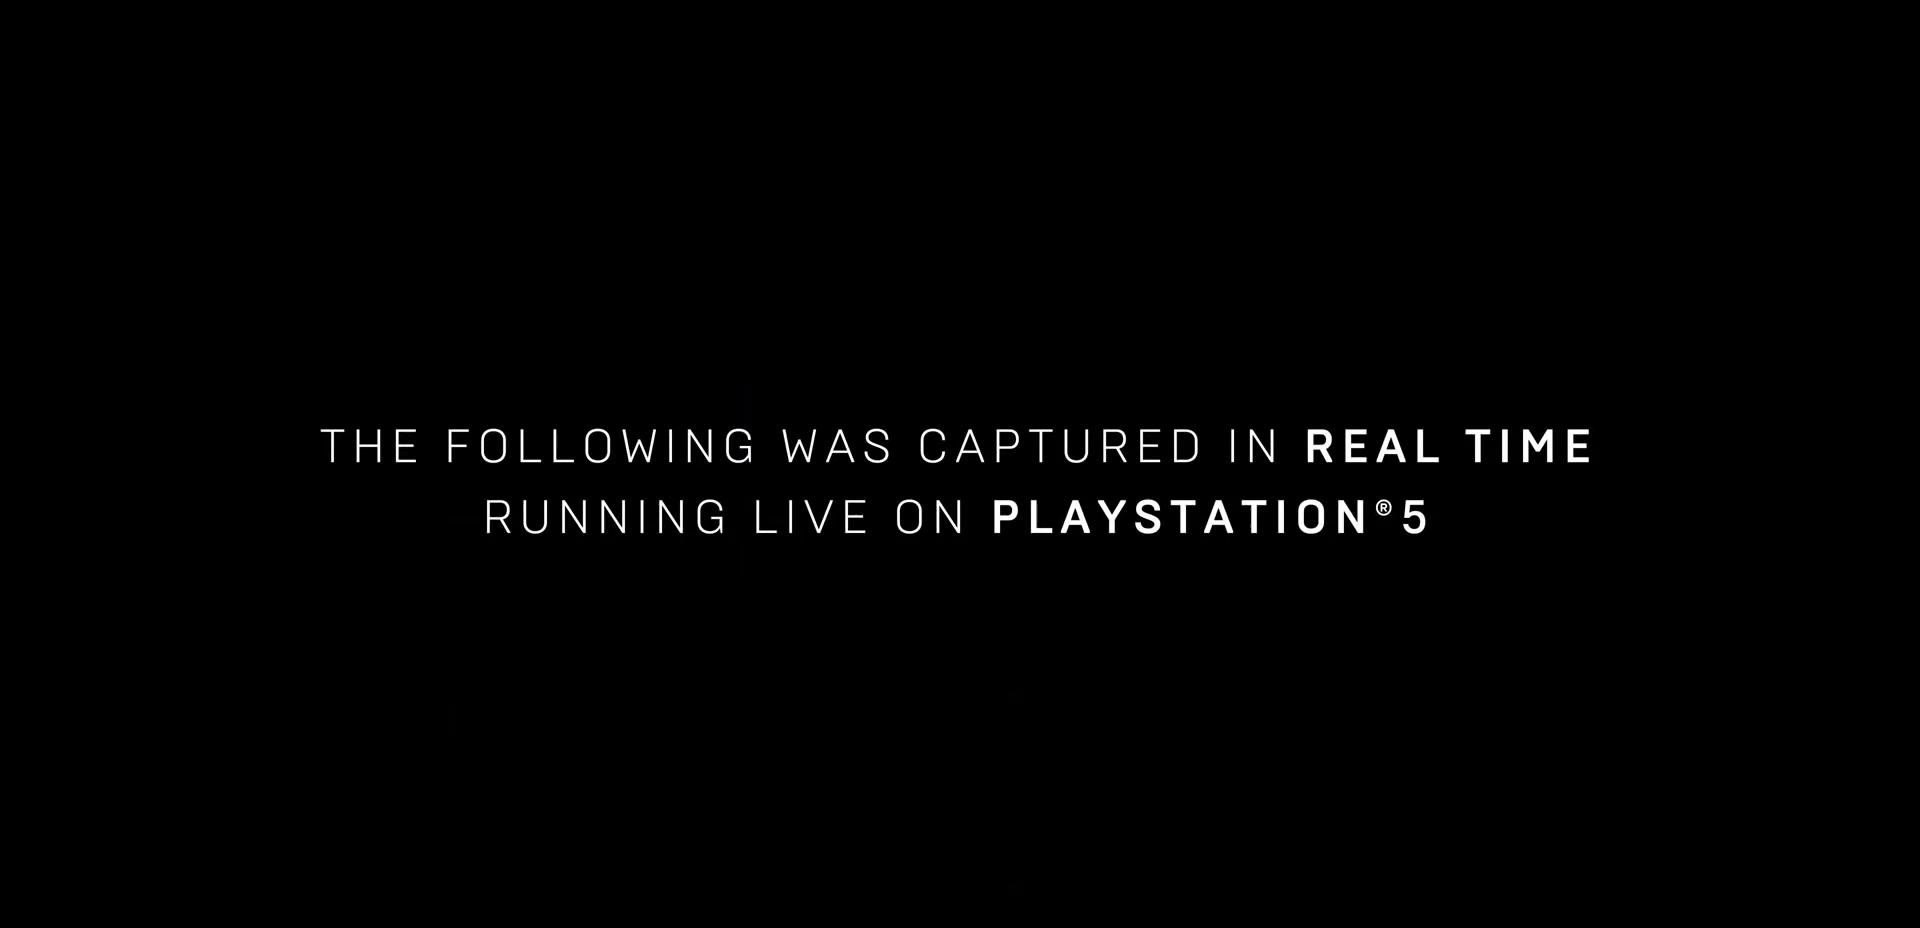 THE FOLLOWING WAS CAPTURED IN REAL TIME
RUNNING LIVE ON PLAYSTATION®5